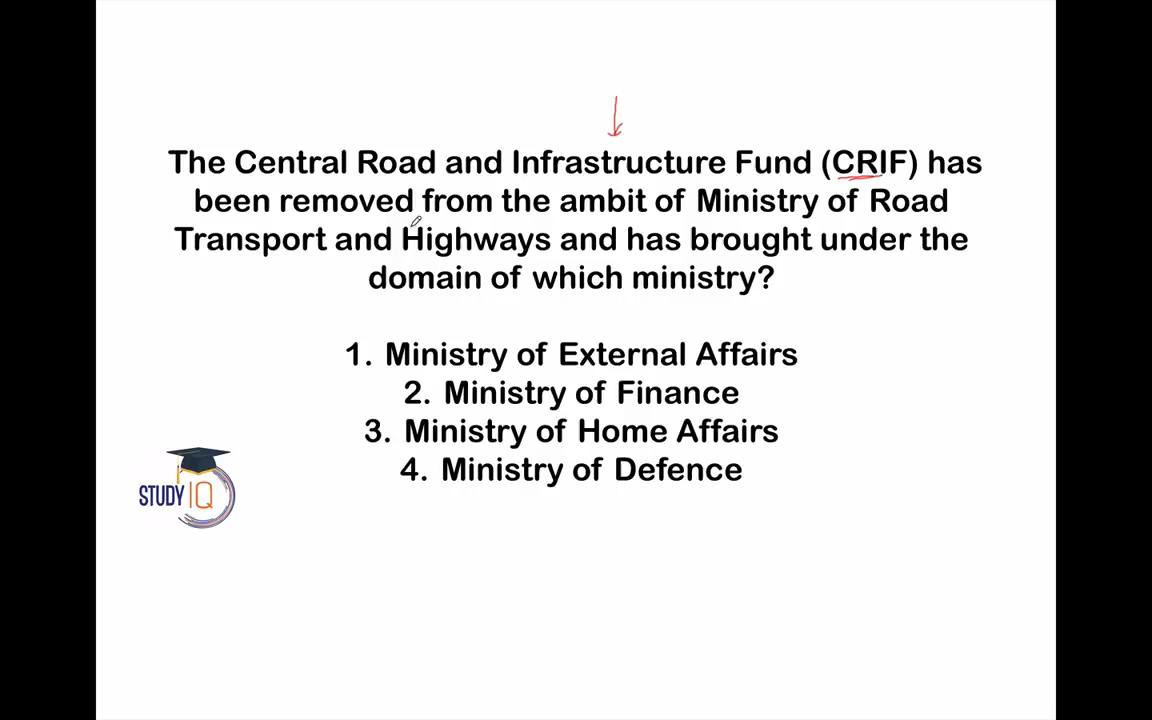 The Central Road and Infrastructure Fund (CRIF) has
been removed from the ambit of Ministry of Road
Transport and Highways and has brought under the
domain of which ministry?
1. Ministry of External Affairs
2. Ministry of Finance
3. Ministry of Home Affairs
4. Ministry of Defence
STUDY IQ